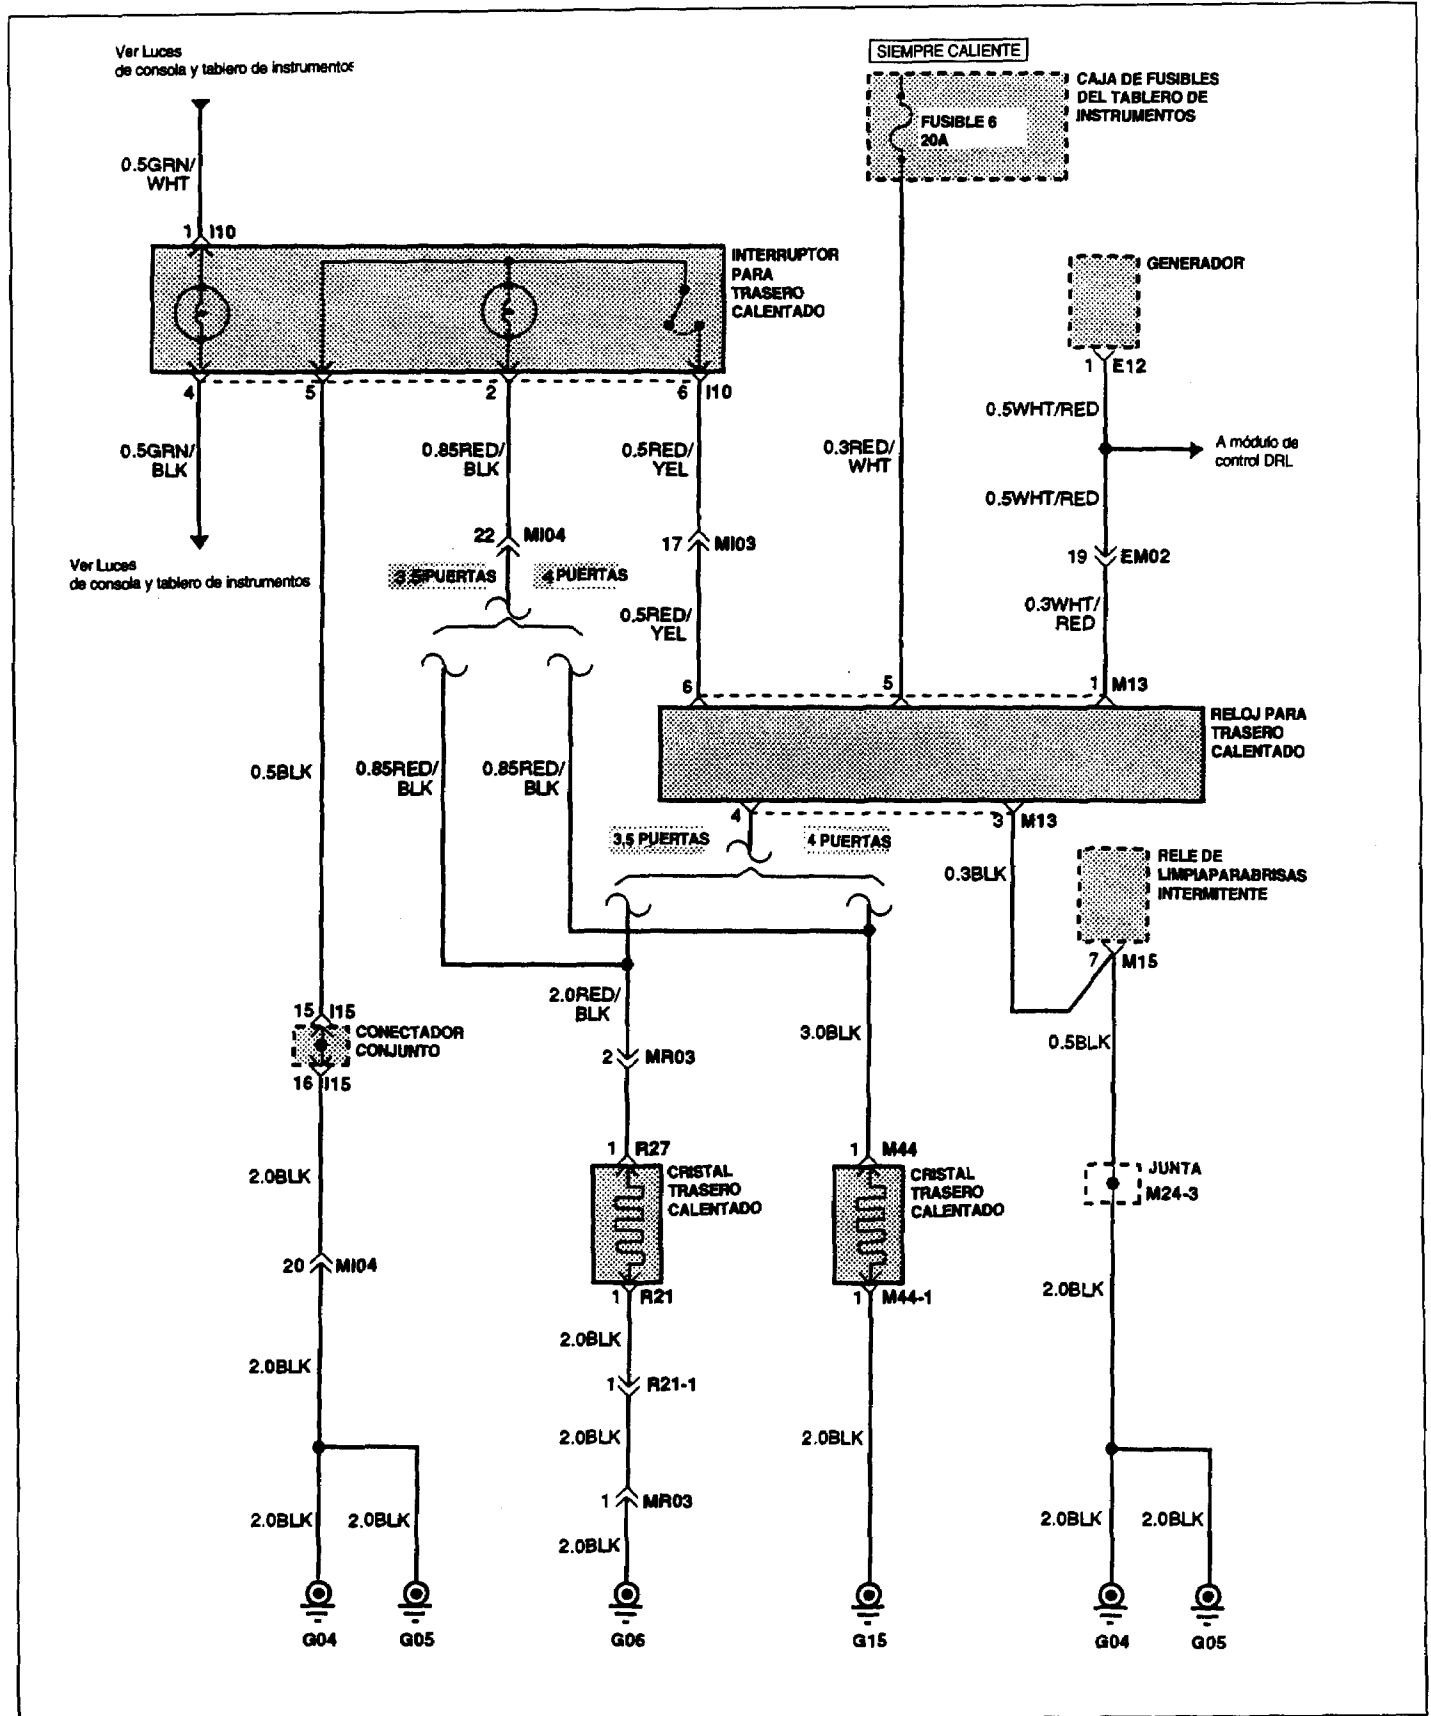 Ver Luces
de consola y tablero de instrumentos
SIEMPRE CALIENTE
CAJA DE FUSIBLES
DEL TABLERO DE
INSTRUMENTOS
FUSIBLE 6
20A
0.5GRN/
WHT
1 I10
INTERRUPTOR
PARA
TRASERO
CALENTADO
GENERADOR
1 E12
4
5
2
6 I10
0.5WHT/RED
0.5GRN/
BLK
0.85RED/
BLK
0.5RED/
YEL
0.3RED/
WHT
A módulo de
control DRL
0.5WHT/RED
22 MI04
17 MI03
19 EM02
Ver Luces
de consola y tablero de instrumentos
3.5PUERTAS
4 PUERTAS
0.5RED/
YEL
0.3WHT/
RED
6
5
1 M13
RELOJ PARA
TRASERO
CALENTADO
0.5BLK
0.85RED/
BLK
0.85RED/
BLK
4
3 M13
3,5 PUERTAS
4 PUERTAS
0.3BLK
RELE DE
LIMPIAPARABRISAS
INTERMITENTE
7 M15
2.0RED/
BLK
15 I15
CONECTADOR
CONJUNTO
16 I15
3.0BLK
0.5BLK
2 MR03
1 R27
CRISTAL
TRASERO
CALENTADO
1 M44
CRISTAL
TRASERO
CALENTADO
JUNTA
M24-3
2.0BLK
20 MI04
1 R21
1 M44-1
2.0BLK
2.0BLK
2.0BLK
1 R21-1
2.0BLK
2.0BLK
1 MR03
2.0BLK
2.0BLK
2.0BLK
2.0BLK
2.0BLK
G04
G05
G06
G15
G04
G05